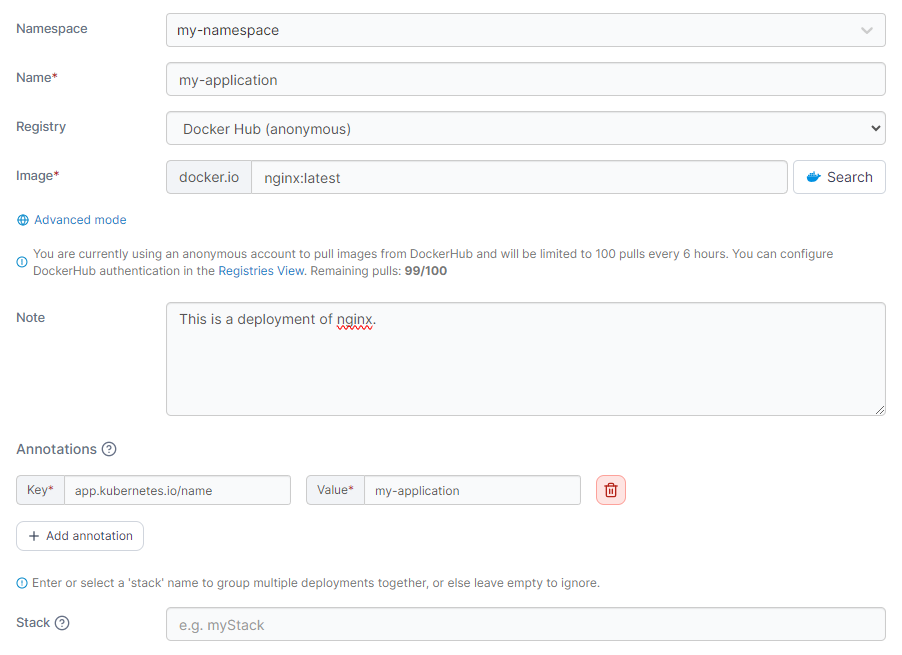 Namespace
my-namespace
Name*
my-application
Registry
Docker Hub (anonymous)
Image*
docker.io
nginx:latest
Search
Advanced mode
You are currently using an anonymous account to pull images from DockerHub and will be limited to 100 pulls every 6 hours. You can configure
DockerHub authentication in the Registries View. Remaining pulls: 99/100
Note
This is a deployment of nginx.
Annotations
Key*
app.kubernetes.io/name
Value*
my-application
+ Add annotation
Enter or select a 'stack' name to group multiple deployments together, or else leave empty to ignore.
Stack
e.g. myStack